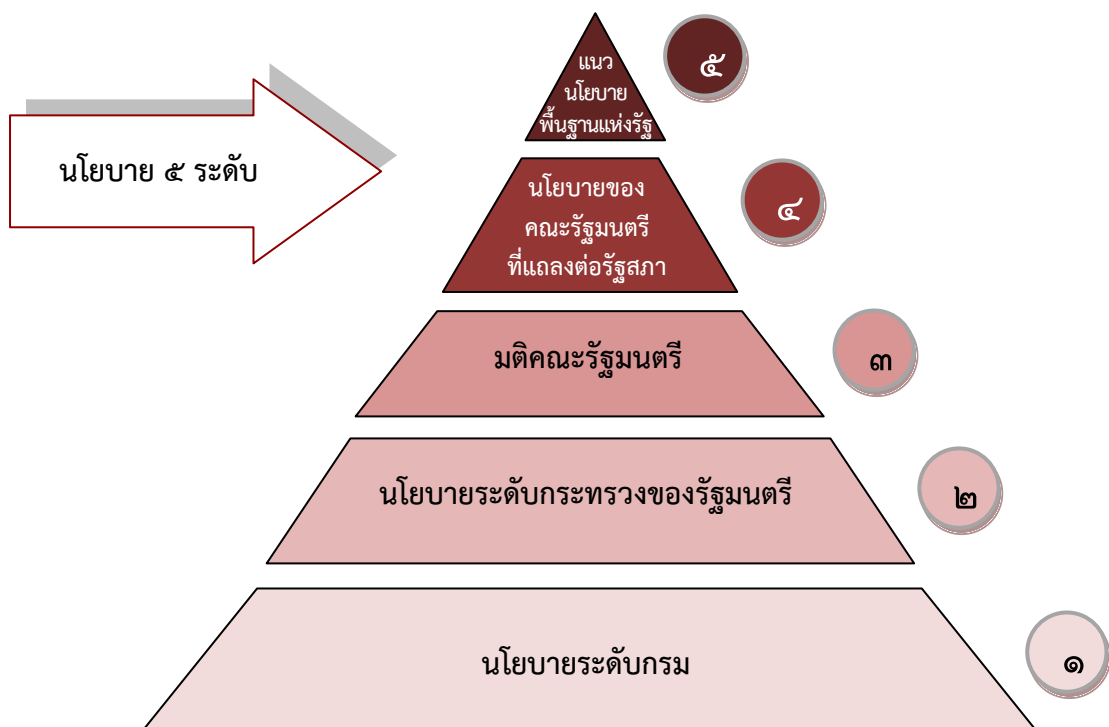 แนว
นโยบาย
พื้นฐานแห่งรัฐ
๕
นโยบาย ๕ ระดับ
นโยบายของ
คณะรัฐมนตรี
ที่แถลงต่อรัฐสภา
๔
มติคณะรัฐมนตรี
๓
นโยบายระดับกระทรวงของรัฐมนตรี
๒
นโยบายระดับกรม
๑